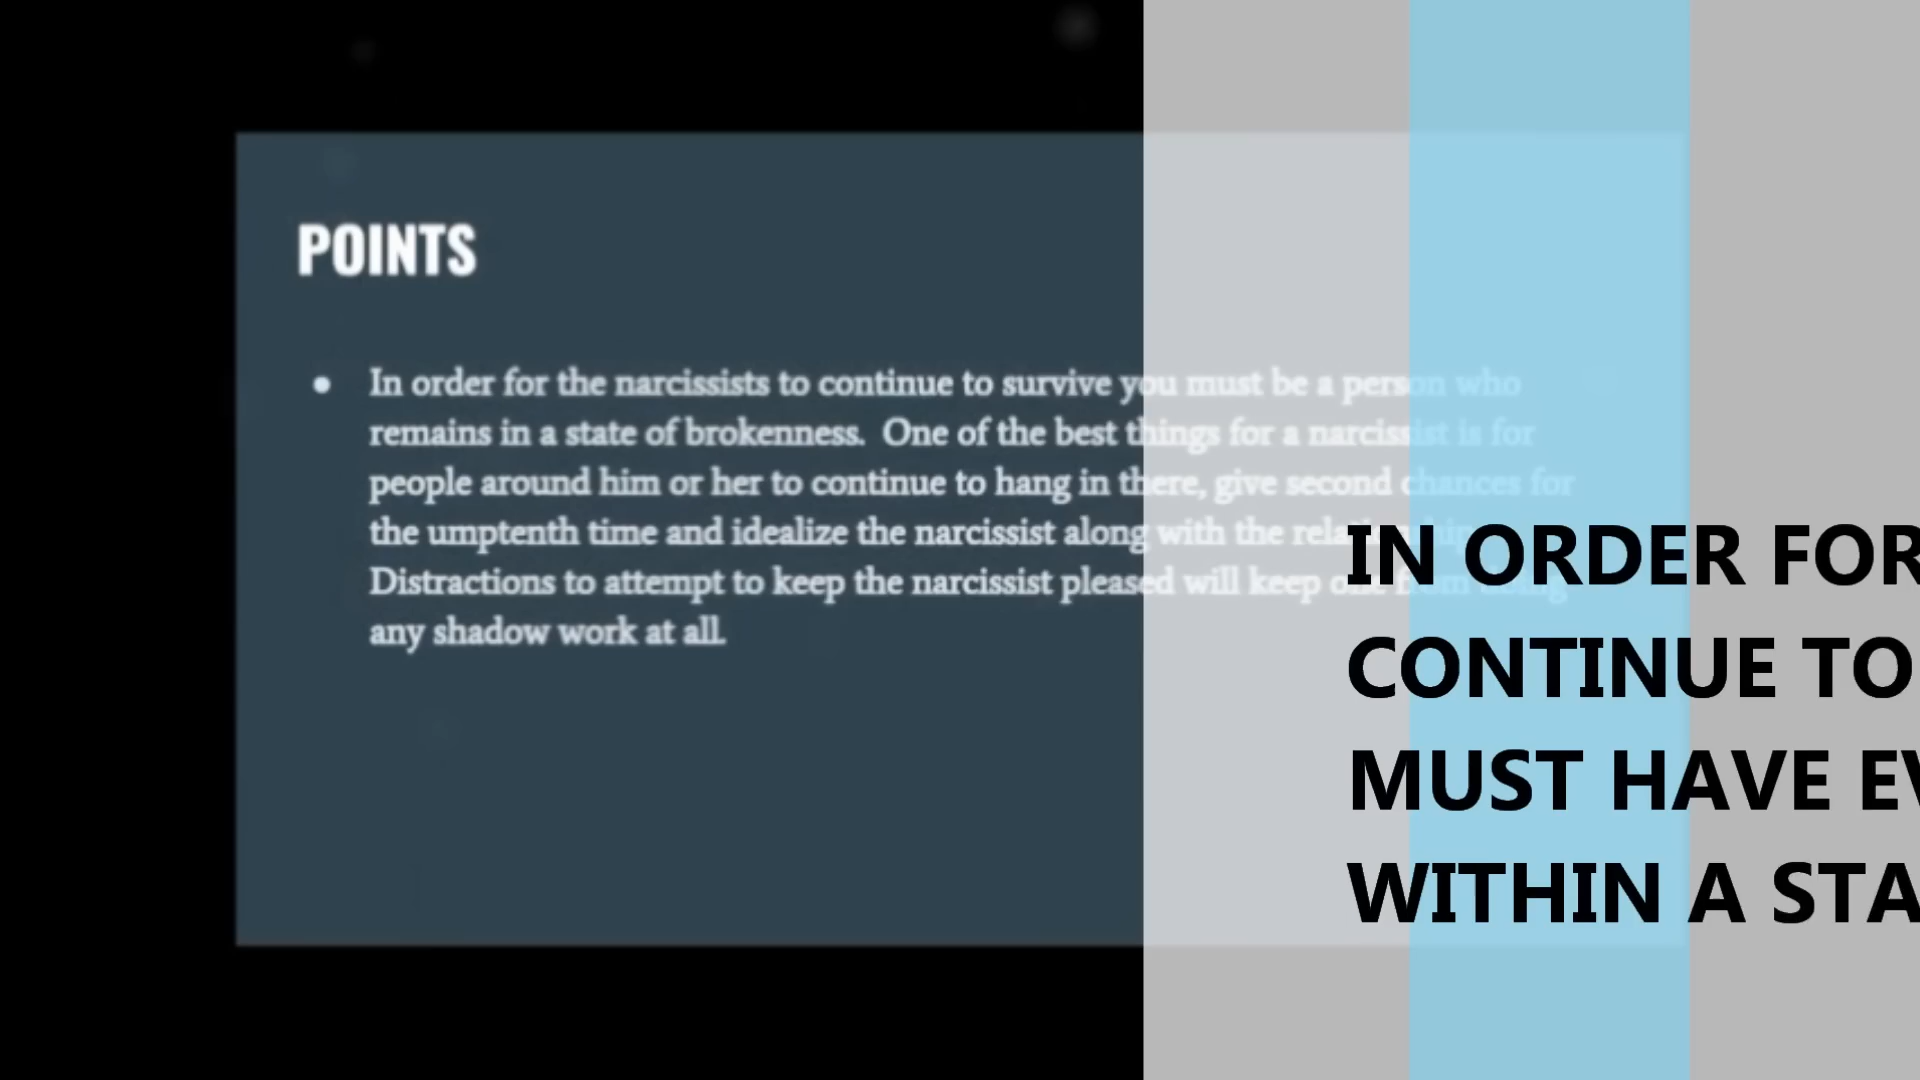 POINTS
• In order for the narcissists to continue to survive you must be a person who
remains in a state of brokenness. One of the best things for a narcissist is for
people around him or her to continue to hang in there, give second chances for
the umptenth time and idealize the narcissist along with the
Distractions to attempt to keep the narcissist pleased will keep one from doing
any shadow work at all.
IN ORDER FOR
CONTINUE TO
MUST HAVE
WITHIN A